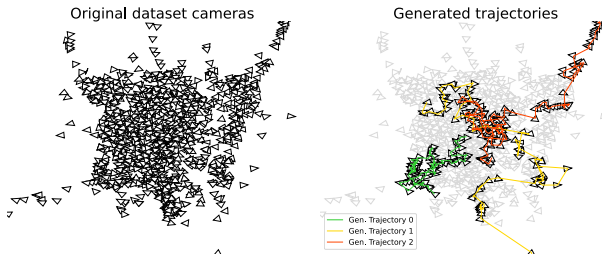 Original dataset cameras
Generated trajectories
Gen. Trajectory 0
Gen. Trajectory 1
Gen. Trajectory 2